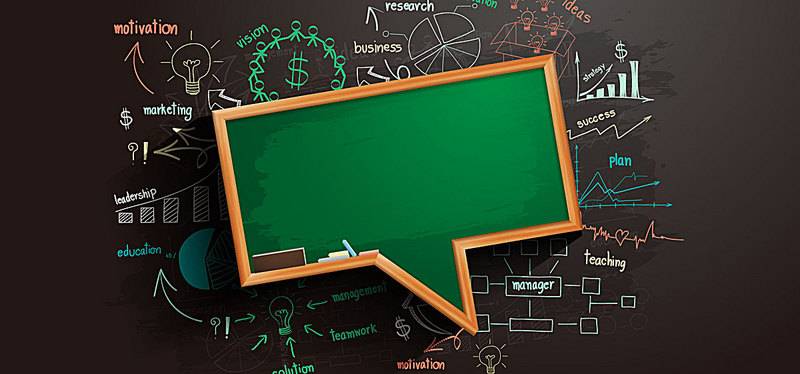 research
motivation
vision
ideas
business
strategy
$
$
marketing
$
success
?!
plan
leadership
education
teaching
manager
management
?!
teamwork
$
solution
motivation